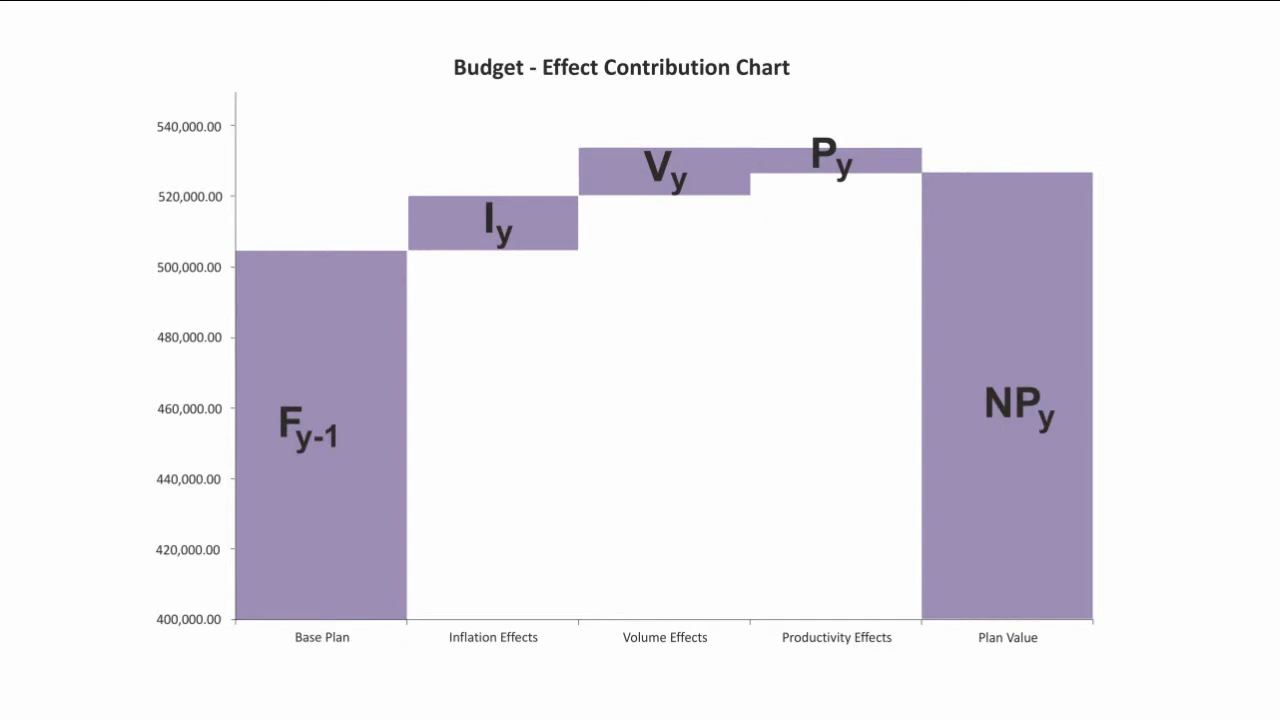 Budget - Effect Contribution Chart
540,000.00
520,000.00
500,000.00
480,000.00
460,000.00
440,000.00
420,000.00
400,000.00
Fy-1
Iy
Vy
Py
NPy
Base Plan
Inflation Effects
Volume Effects
Productivity Effects
Plan Value